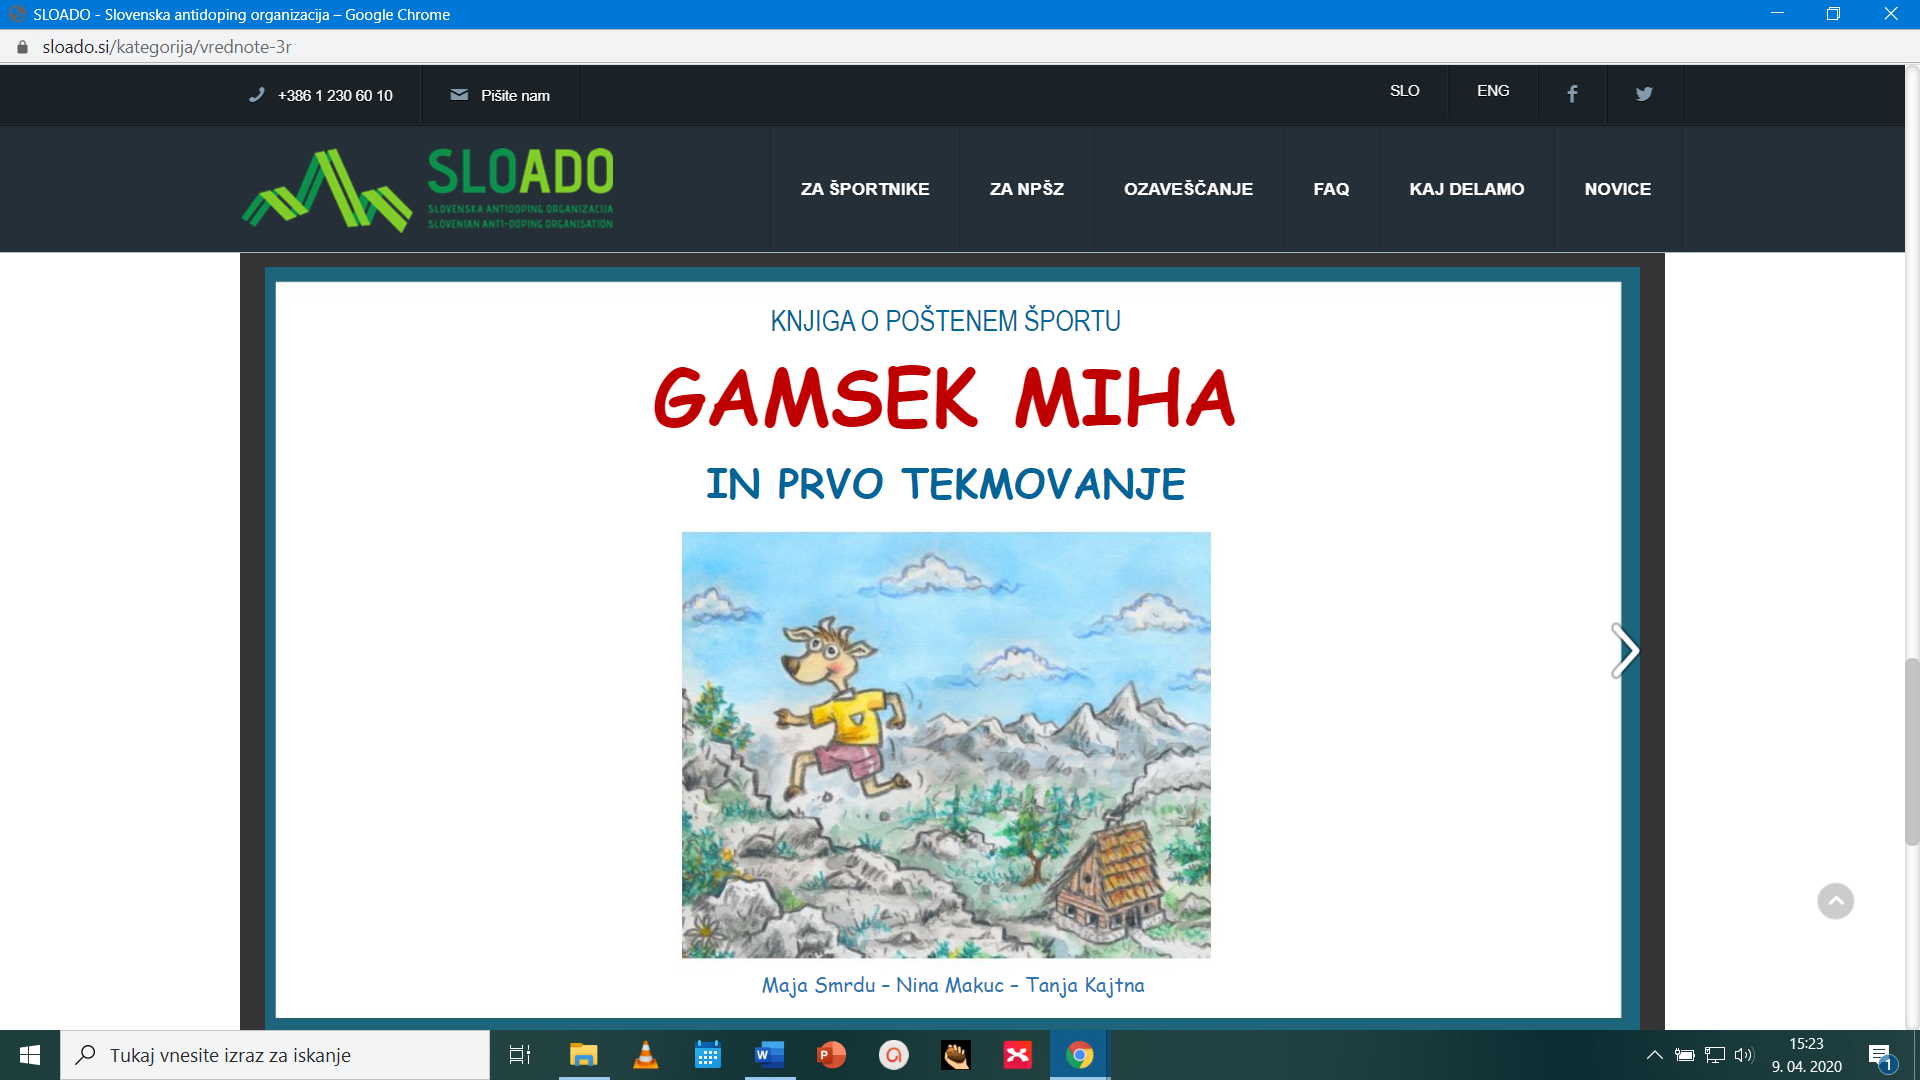 SLOADO - Slovenska antidoping organizacija – Google Chrome
sloado.si/kategorija/vrednote-3r
+386 1 230 60 10
Pišite nam
SLO
ENG
SLOADO
SLOVENSKA ANTIDOPING ORGANIZACIJA
SLOVENIAN ANTI-DOPING ORGANISATION
ZA ŠPORTNIKE
ZA NPŠZ
OZAVEŠČANJE
FAQ
KAJ DELAMO
NOVICE
KNJIGA O POŠTENEM ŠPORTU
GAMSEK MIHA
IN PRVO TEKMOVANJE
Maja Smrdu – Nina Makuc – Tanja Kajtna
Tukaj vnesite izraz za iskanje
15:23
9. 04. 2020
1